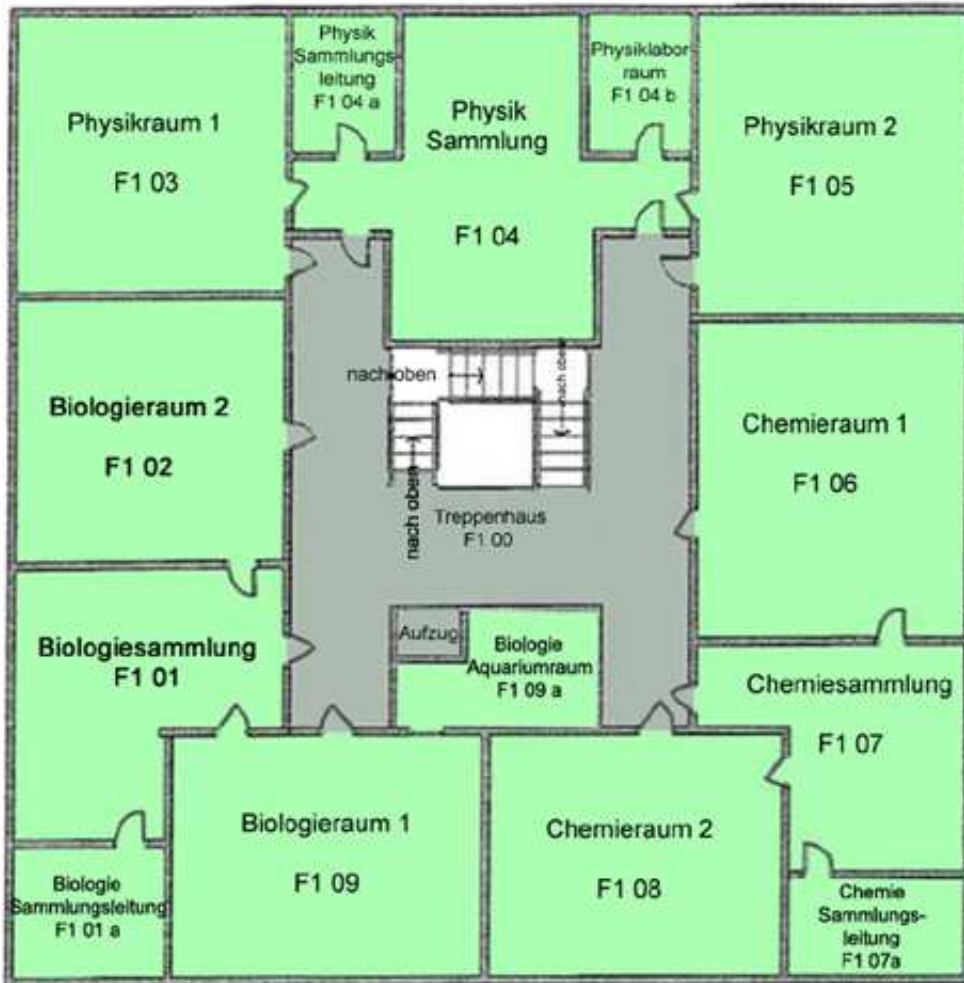 Physikraum 1
F1 03
Physik
Sammlungs-
leitung
F1 04 a
Physik
Sammlung
F1 04
Physiklabor
raum
F1 04 b
Physikraum 2
F1 05
Biologieraum 2
F1 02
nach oben
nach oben
nach oben
Treppenhaus
F1 00
Chemieraum 1
F1 06
Biologiesammlung
F1 01
Aufzug
Biologie
Aquariumraum
F1 09 a
Chemiesammlung
F1 07
Biologieraum 1
F1 09
Chemieraum 2
F1 08
Biologie
Sammlungsleitung
F1 01 a
Chemie
Sammlungs-
leitung
F1 07a